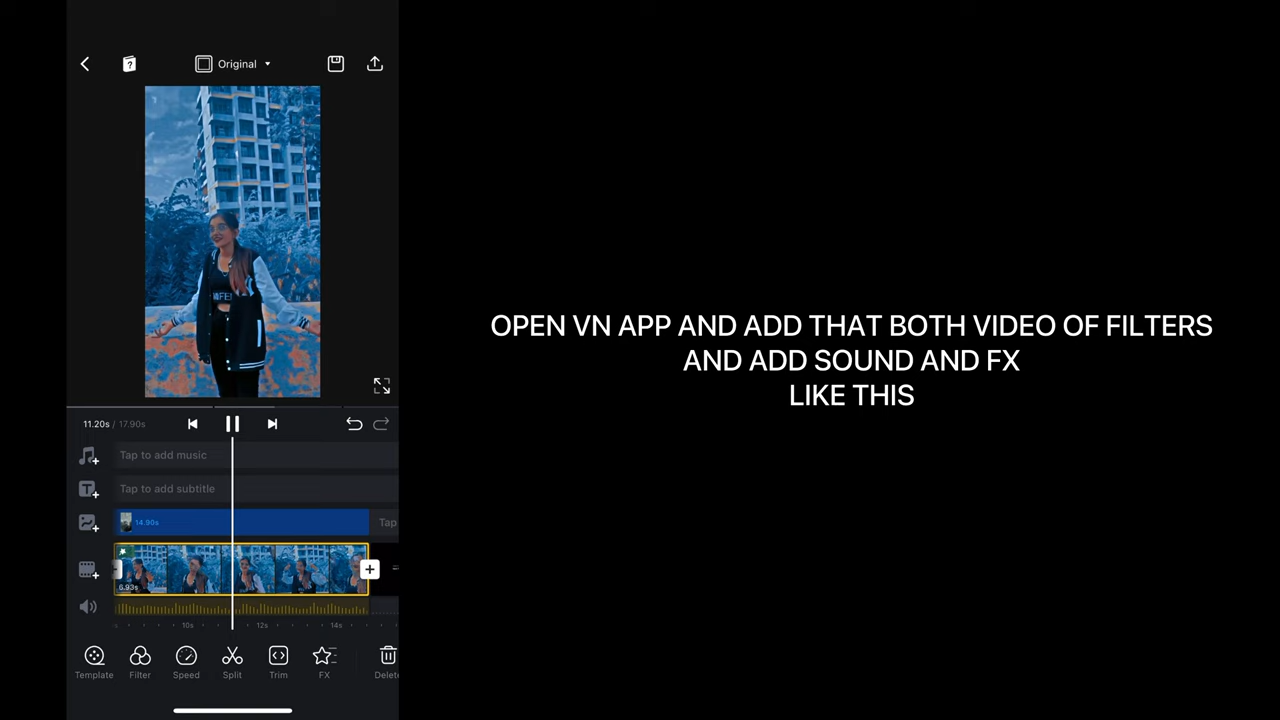 Original
11.20s / 17.90s
Tap to add music
Tap to add subtitle
14.90s
Tap
6.93s
10s 12s 14s
Template Filter Speed Split Trim FX Delete
OPEN VN APP AND ADD THAT BOTH VIDEO OF FILTERS
AND ADD SOUND AND FX
LIKE THIS